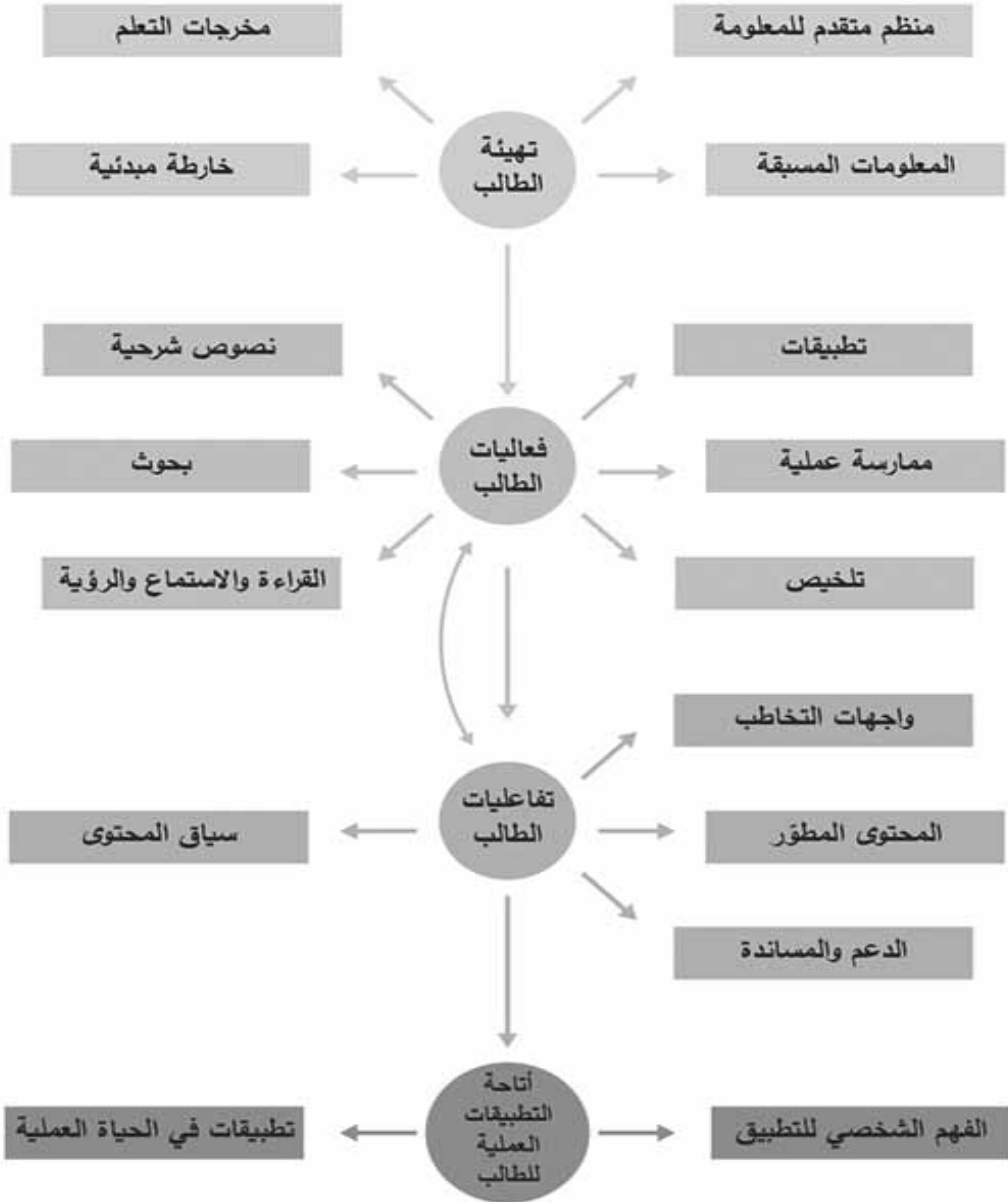 منظم متقدم للمعلومة
مخرجات التعلم
تهيئة
الطالب
المعلومات المسبقة
خارطة مبدئية
تطبيقات
نصوص شرحية
فعاليات
الطالب
ممارسة عملية
بحوث
تلخيص
القراءة والاستماع والرؤية
واجهات التخاطب
تفاعليات
الطالب
المحتوى المطوّر
سياق المحتوى
الدعم والمساندة
أتاحة
التطبيقات
العملية
للطالب
الفهم الشخصي للتطبيق
تطبيقات في الحياة العملية